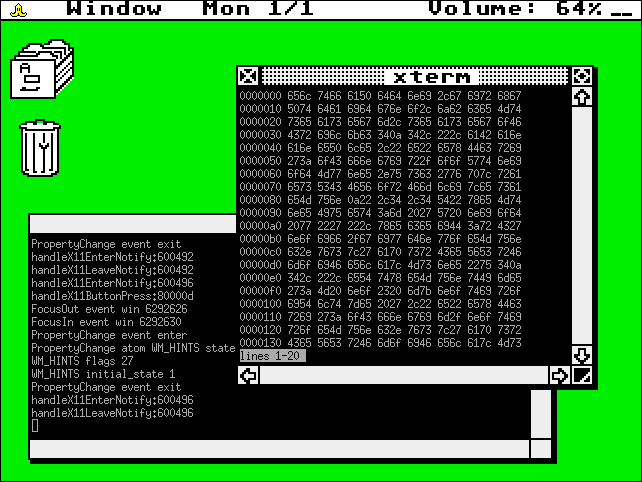 Window Mon 1/1 Volume: 64% __
A
xterm
0000000 656c 7466 6150 6464 6e69 2c67 6972 6867
0000010 5074 6461 6964 676e 6f2c 6a62 6365 4d74
0000020 7365 6173 6567 6d2c 7365 6173 6567 6f46
0000030 4372 696c 6b63 340a 342c 222c 6142 616e
0000040 616e 6550 6c65 2c22 6522 6578 4463 7269
0000050 273a 6f43 666e 6769 722f 6f6f 5774 6e69
0000060 6f64 4d77 6e65 2e75 7363 2776 707c 7261
0000070 6573 5343 4656 6f72 466d 6c69 7c65 7361
0000080 654d 756e 0a22 2c34 2c34 5422 7865 4d74
0000090 6e65 4975 6574 3a6d 2027 5720 6e69 6f64
00000a0 2077 2227 222c 7865 6365 6944 3a72 4327
00000b0 6e6f 6966 2f67 6977 646e 776f 654d 756e
00000c0 632e 7673 7c27 6170 7372 4365 5653 7246
00000d0 6d6f 6946 656c 617c 4d73 6e65 2275 340a
00000e0 342c 222c 6554 7478 654d 756e 7449 6d65
00000f0 273a 4d20 6e6f 2320 6d7b 6e6f 7469 726f
0000100 6954 6c74 7d65 2027 2c22 6522 6578 4463
0000110 7269 273a 6f43 666e 6769 6d2f 6e6f 7469
0000120 726f 654d 756e 632e 7673 7c27 6170 7372
0000130 4365 5653 7246 6d6f 6946 656c 617c 4d73
lines 1-20
PropertyChange event exit
handleX11EnterNotify:600492
handleX11LeaveNotify:600492
handleX11EnterNotify:600496
handleX11ButtonPress:80000d
FocusOut event win 6292626
FocusIn event win 6292630
PropertyChange event enter
PropertyChange atom WM_HINTS state
WM_HINTS flags 27
WM_HINTS initial_state 1
PropertyChange event exit
handleX11EnterNotify:600496
handleX11LeaveNotify:600496